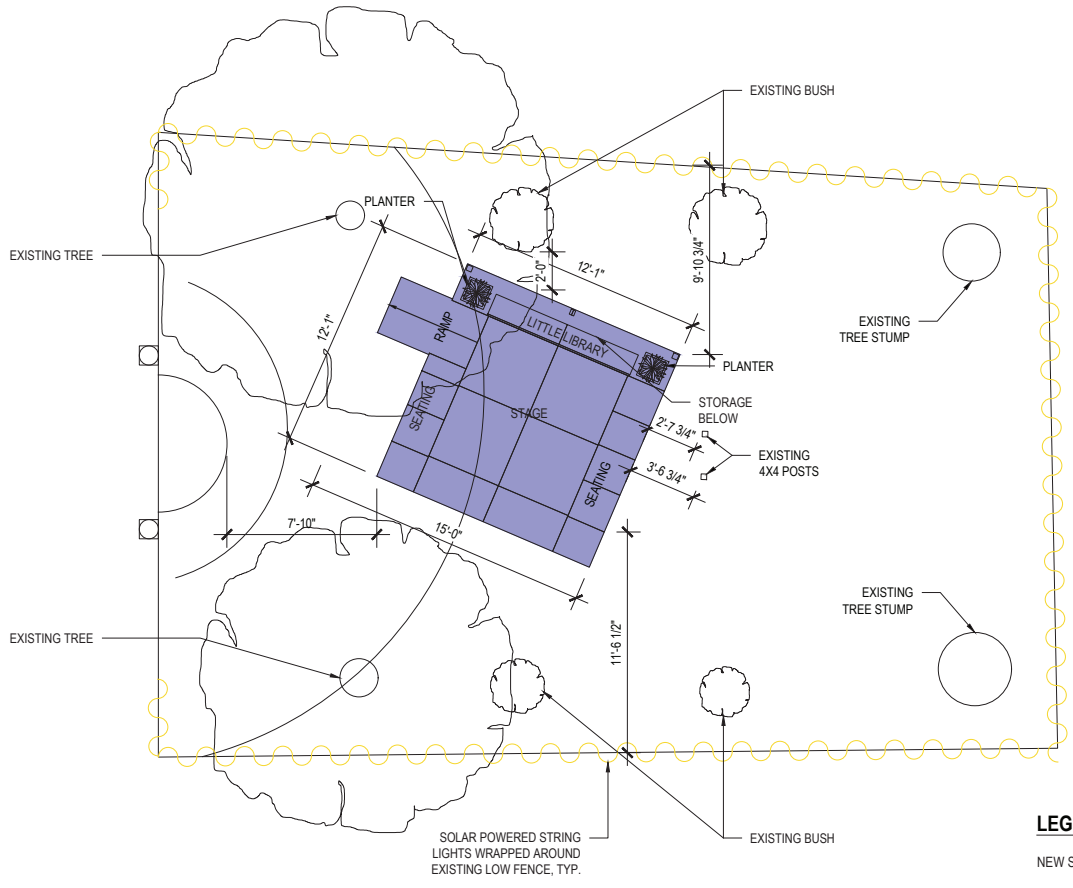 EXISTING BUSH
PLANTER
EXISTING TREE
2'-0"
12'-1"
9'-10 3/4"
12'-1"
RAMP
LITTLE LIBRARY
EXISTING
TREE STUMP
PLANTER
STORAGE
BELOW
SEATING
STAGE
2'-7 3/4"
EXISTING
4X4 POSTS
3'-6 3/4"
SEATING
7'-10"
15'-0"
EXISTING
TREE STUMP
11'-6 1/2"
EXISTING TREE
SOLAR POWERED STRING
LIGHTS WRAPPED AROUND
EXISTING LOW FENCE, TYP.
EXISTING BUSH
LEG
NEW S